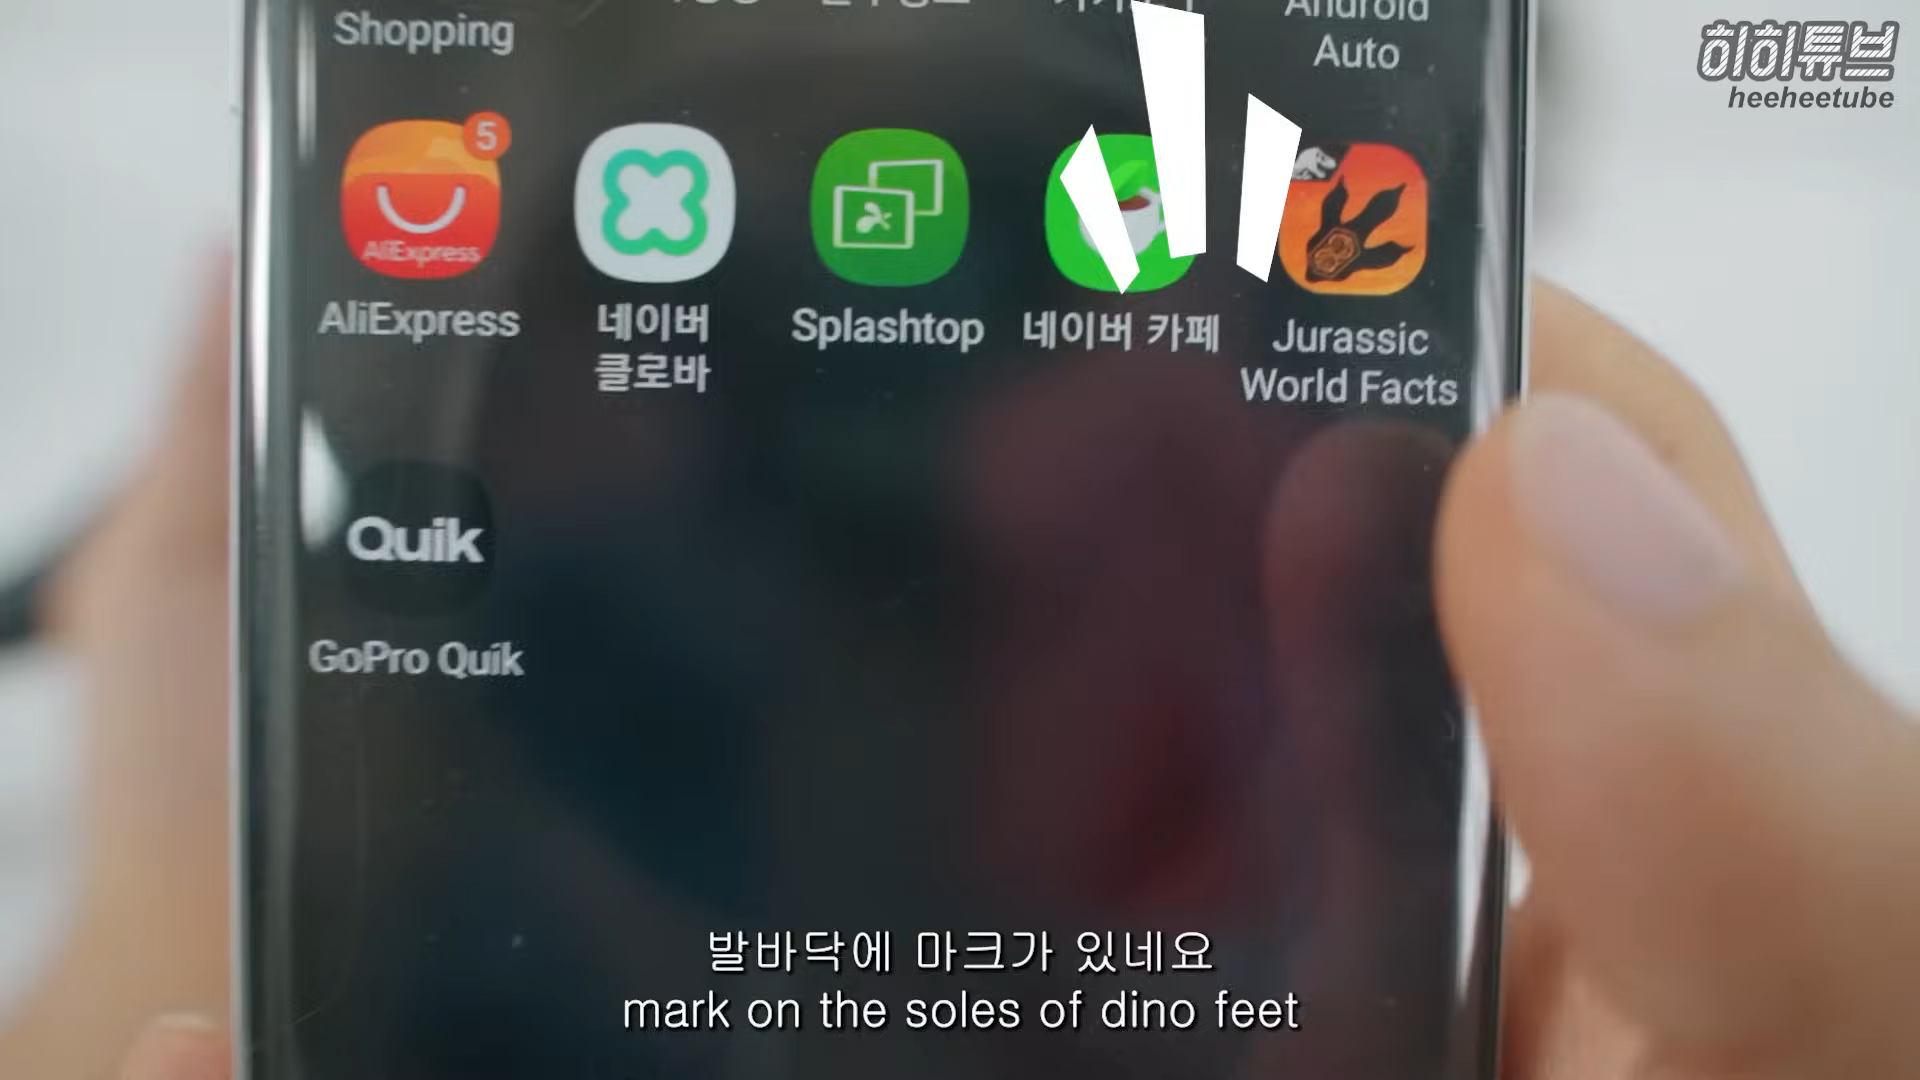 Shopping
Android
Auto
히히튜브
heeheetube
5
AliExpress
AliExpress
네이버
클로바
Splashtop
네이버 카페
Jurassic
World Facts
Quik
GoPro Quik
발바닥에 마크가 있네요
mark on the soles of dino feet